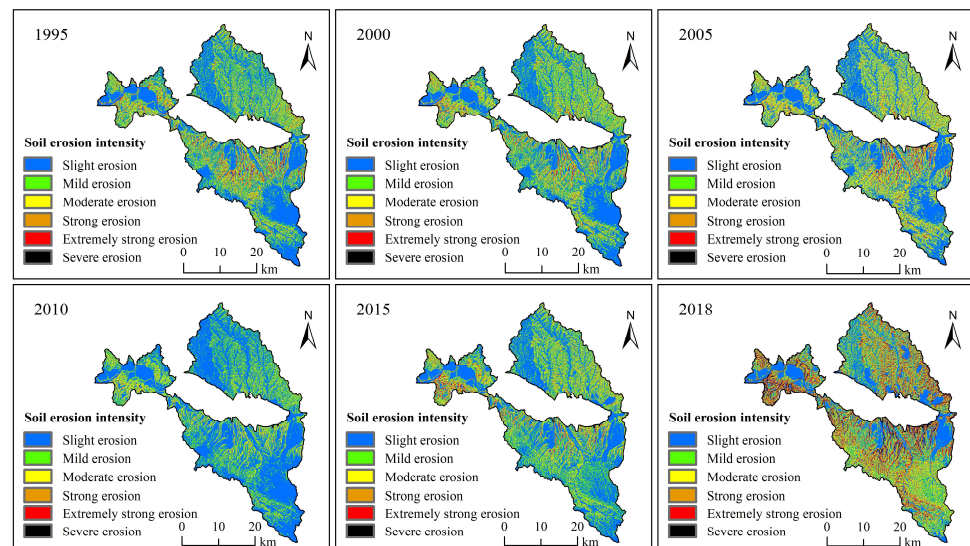 1995
N
Soil erosion intensity
Slight erosion
Mild erosion
Moderate erosion
Strong erosion
Extremely strong erosion
Severe erosion
0 10 20
km
2000
N
Soil erosion intensity
Slight erosion
Mild erosion
Moderate erosion
Strong erosion
Extremely strong erosion
Severe erosion
0 10 20
km
2005
N
Soil erosion intensity
Slight erosion
Mild erosion
Moderate erosion
Strong erosion
Extremely strong erosion
Severe erosion
0 10 20
km
2010
N
Soil erosion intensity
Slight erosion
Mild erosion
Moderate erosion
Strong erosion
Extremely strong erosion
Severe erosion
0 10 20
km
2015
N
Soil erosion intensity
Slight erosion
Mild erosion
Moderate erosion
Strong erosion
Extremely strong erosion
Severe erosion
0 10 20
km
2018
N
Soil erosion intensity
Slight erosion
Mild erosion
Moderate erosion
Strong erosion
Extremely strong erosion
Severe erosion
0 10 20
km